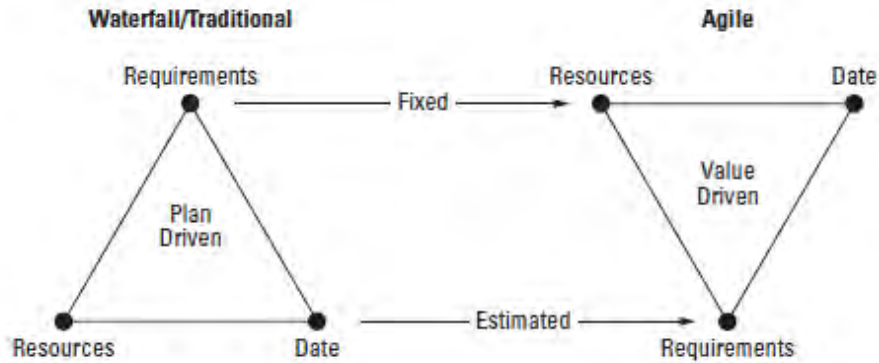 Waterfall/Traditional
Agile
Requirements
Resources
Date
Fixed
Value
Driven
Plan
Driven
Estimated
Resources
Date
Requirements